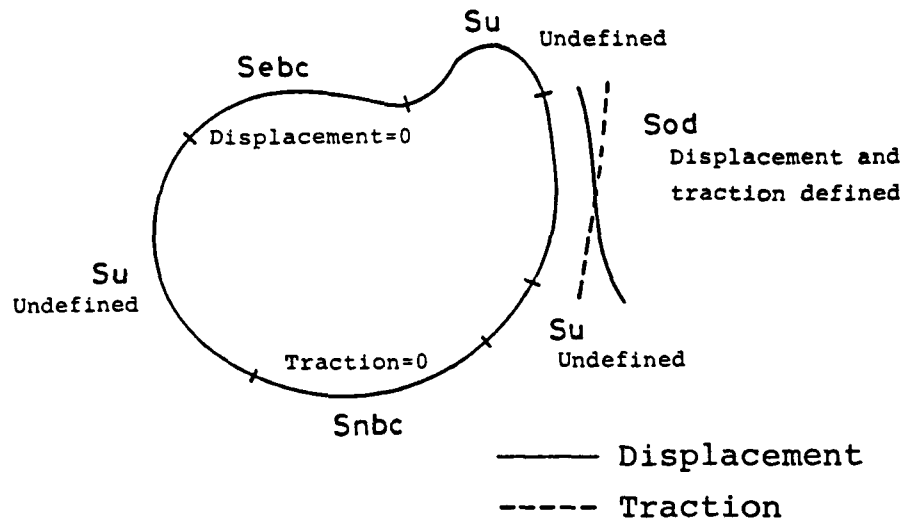 Su
Undefined
Sebc
Displacement=0
Sod
Displacement and
traction defined
Su
Undefined
Su
Undefined
Traction=0
Snbc
Displacement
Traction